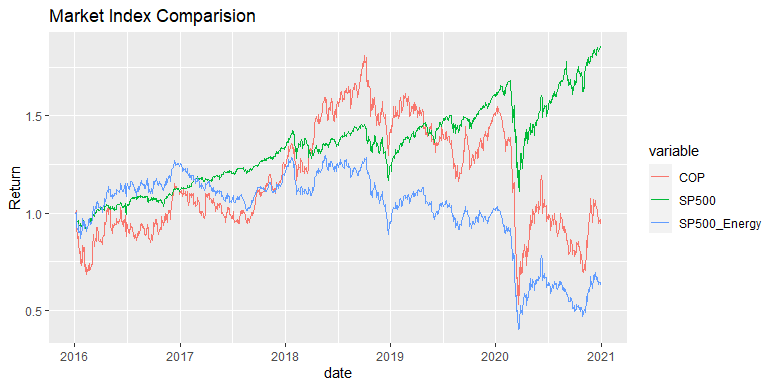 Market Index Comparision
Return
1.5
1.0
0.5
2016 2017 2018 2019 2020 2021
date
variable
COP
SP500
SP500_Energy